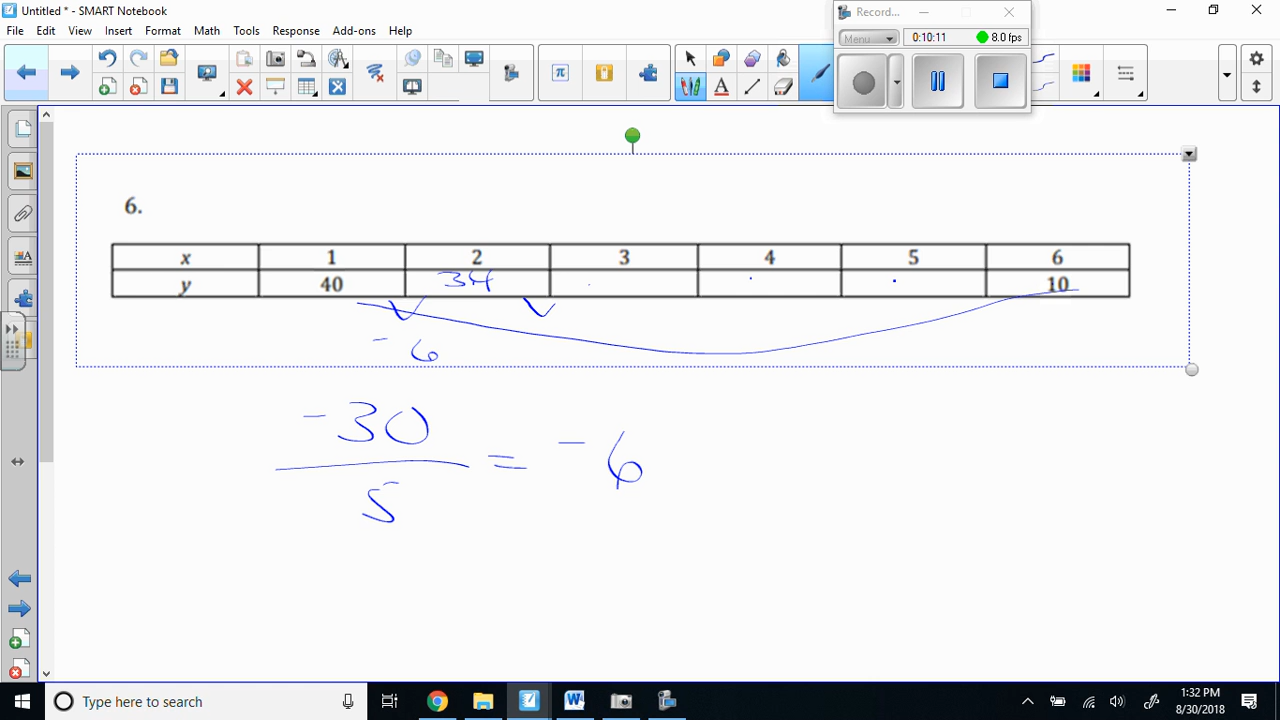 Untitled * - SMART Notebook
File Edit View Insert Format Math Tools Response Add-ons Help
Record...
Menu 0:10:11 8.0 fps
6.
x 1 2 3 4 5 6
y 40 34 10
-6
-30
5
= -6
Type here to search
1:32 PM
8/30/2018